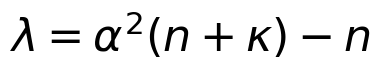 λ = α²(n + κ) − n